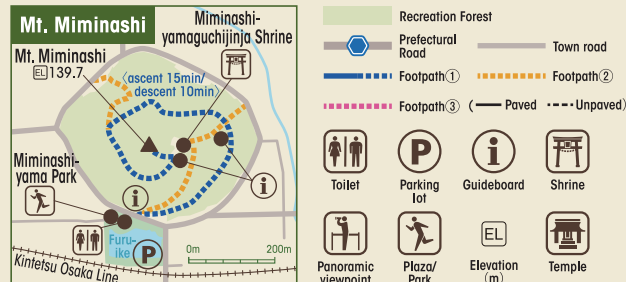 Mt. Miminashi
Miminashi-
yamaguchijinja Shrine
Mt. Miminashi
EL 139.7
〈ascent 15min/
descent 10min〉
Miminashi-
yama Park
i
i
Furu-
ike
P
0m 200m
Kintetsu Osaka Line
Recreation Forest
Prefectural
Road
Town road
Footpath①
Footpath②
Footpath③
( Paved Unpaved)
P
i
Toilet
Parking
lot
Guideboard
Shrine
EL
Panoramic
viewpoint
Plaza/
Park
Elevation
(m)
Temple